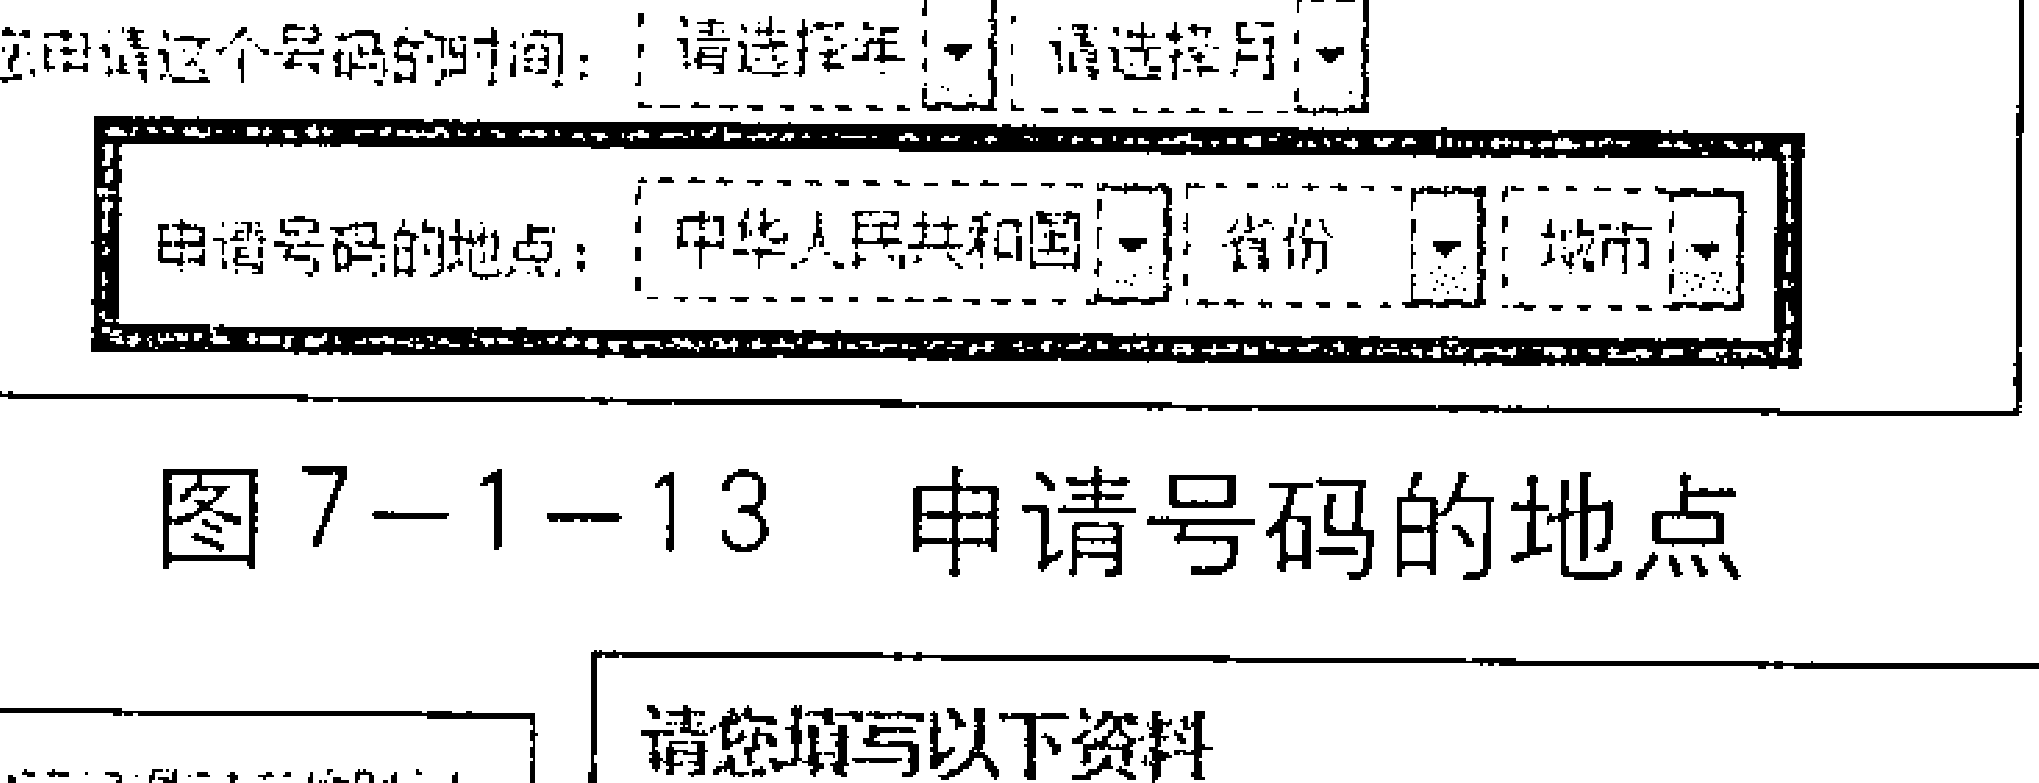 您申请这个号码的时间： 请选择年 请选择月
申请号码的地点： 中华人民共和国 省份 城市
图7-1-13 申请号码的地点
请您填写以下资料